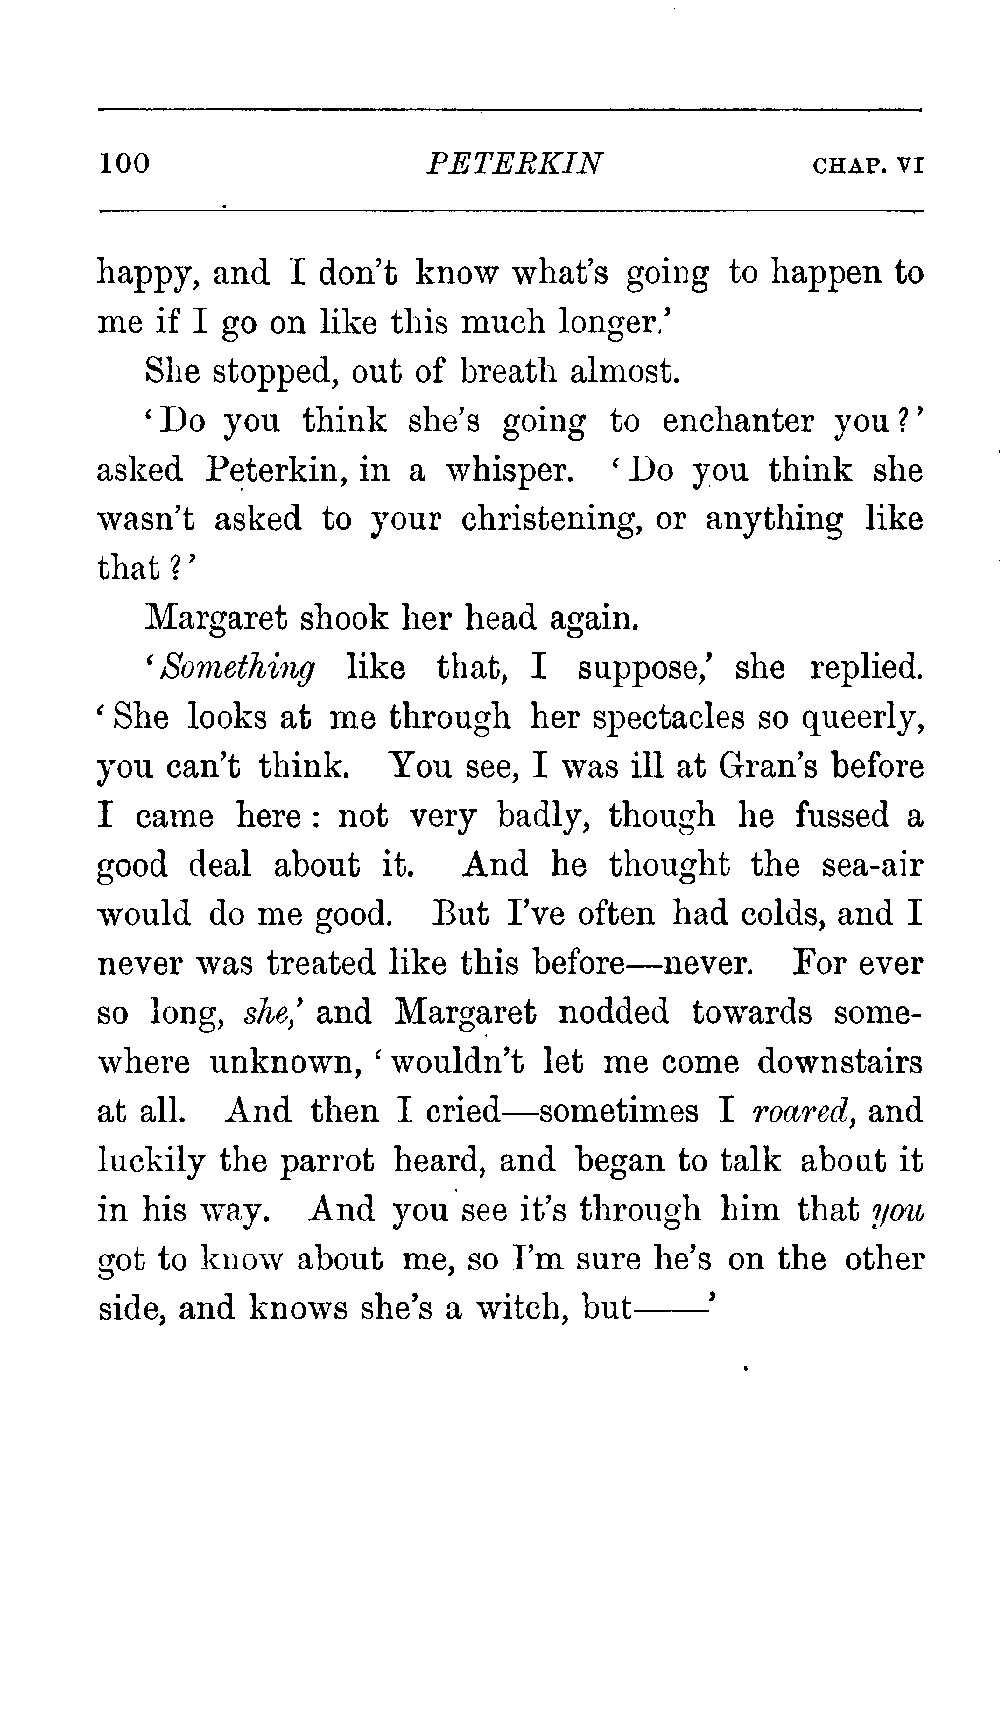 100 PETERKIN CHAP. VI
happy, and I don't know what's going to happen to
me if I go on like this much longer.'
She stopped, out of breath almost.
'Do you think she's going to enchanter you?'
asked Peterkin, in a whisper. 'Do you think she
wasn't asked to your christening, or anything like
that?'
Margaret shook her head again.
'Something like that, I suppose,' she replied.
'She looks at me through her spectacles so queerly,
you can't think. You see, I was ill at Gran's before
I came here: not very badly, though he fussed a
good deal about it. And he thought the sea-air
would do me good. But I've often had colds, and I
never was treated like this before—never. For ever
so long, she,' and Margaret nodded towards some-
where unknown, 'wouldn't let me come downstairs
at all. And then I cried—sometimes I roared, and
luckily the parrot heard, and began to talk about it
in his way. And you see it's through him that you
got to know about me, so I'm sure he's on the other
side, and knows she's a witch, but——'